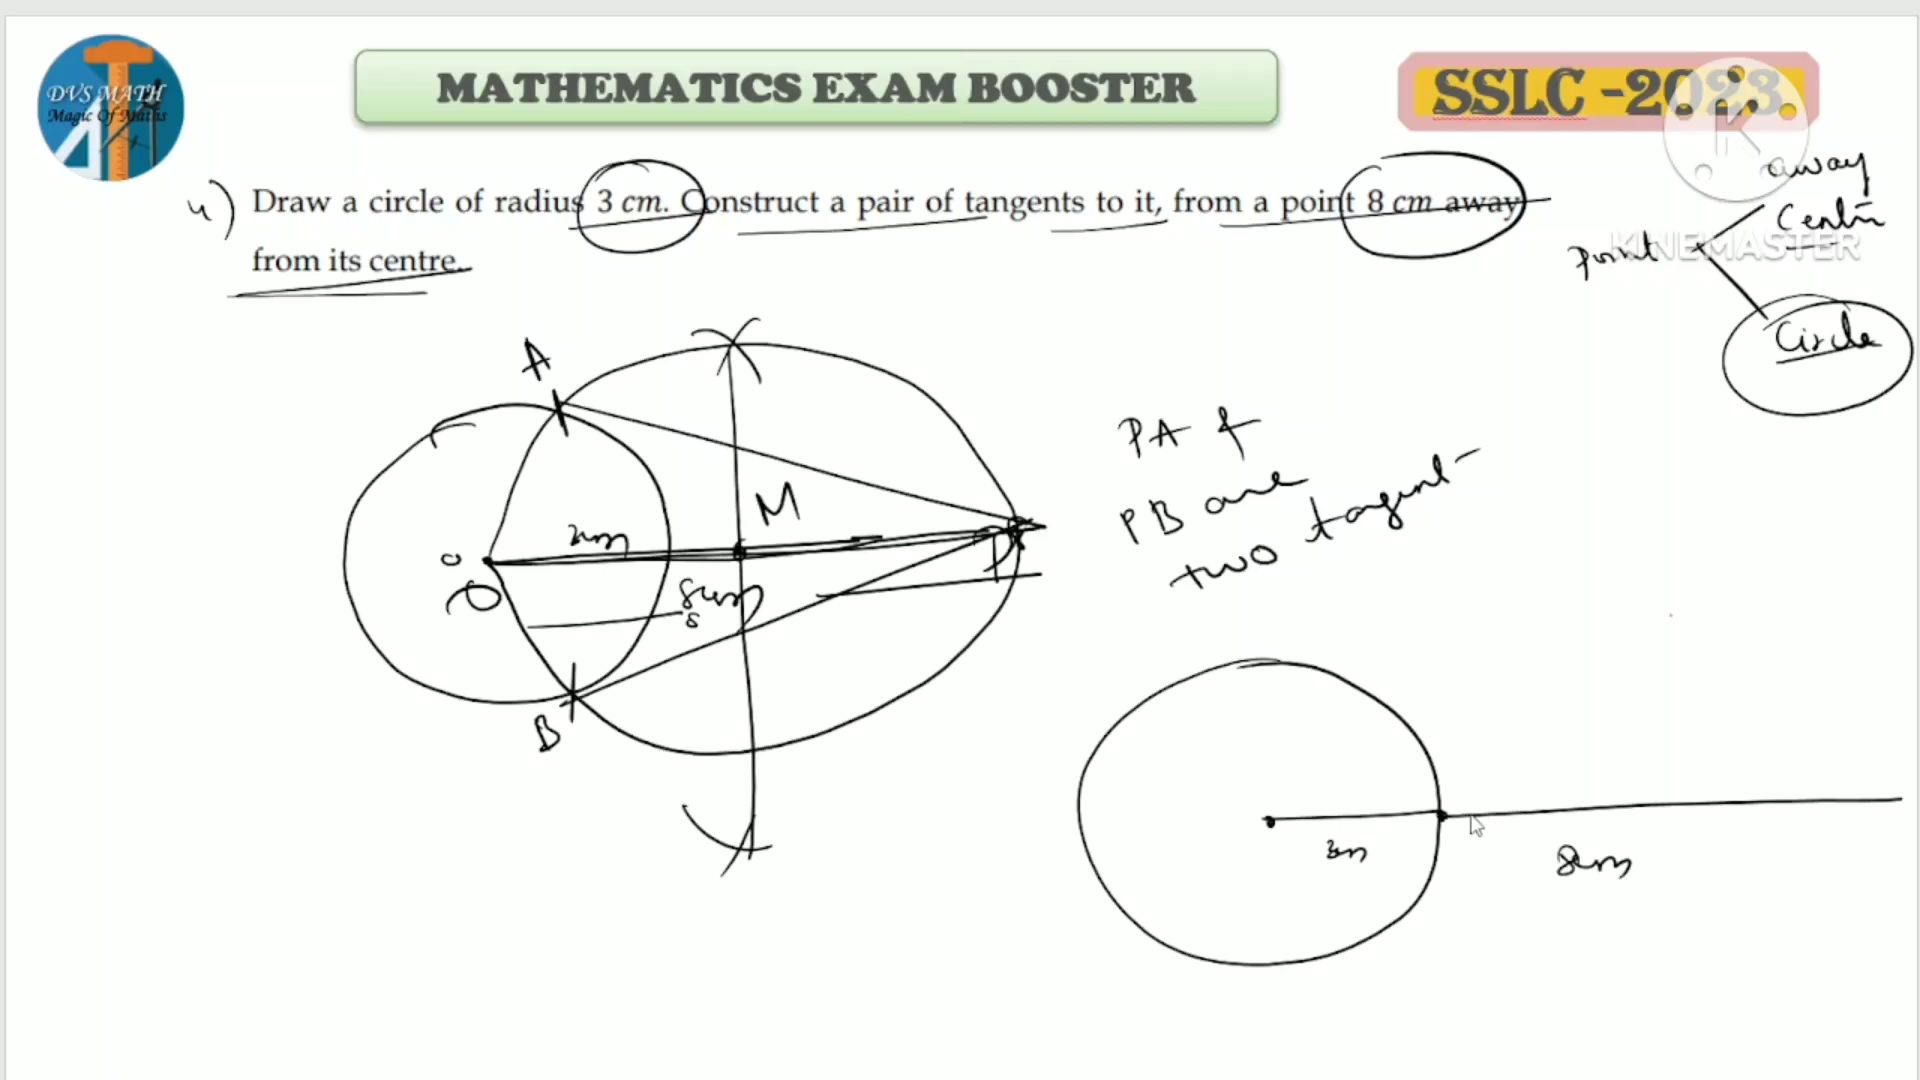 DVS MATH
Magic Of Maths
MATHEMATICS EXAM BOOSTER
SSLC -2023
KINEMASTER
4) Draw a circle of radius 3 cm. Construct a pair of tangents to it, from a point 8 cm away
from its centre.
away
Centre
Point
Circle
A
M
O
P
8cm
B
PA &
PB are
two tangent
3cm
8cm